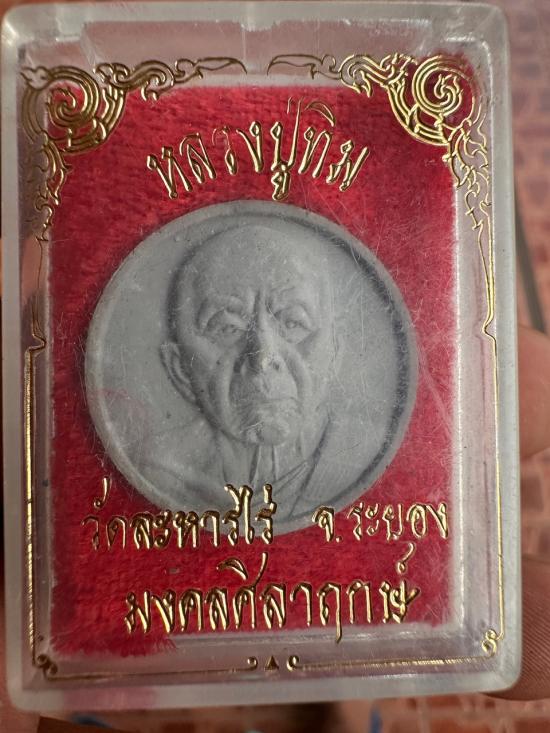 หลวงปู่ทิม
วัดละหารไร่ จ.ระยอง
มงคลศิลาฤกษ์